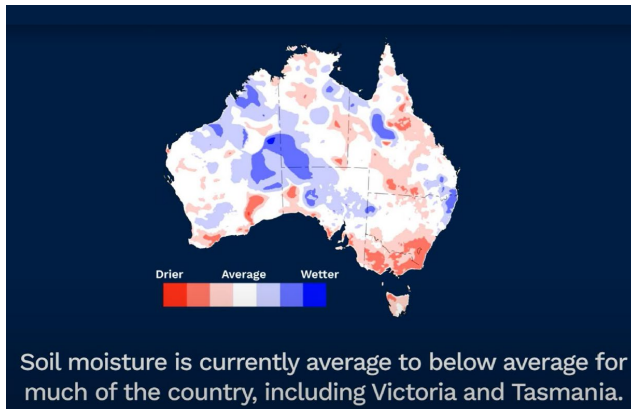 Drier Average Wetter
Soil moisture is currently average to below average for
much of the country, including Victoria and Tasmania.